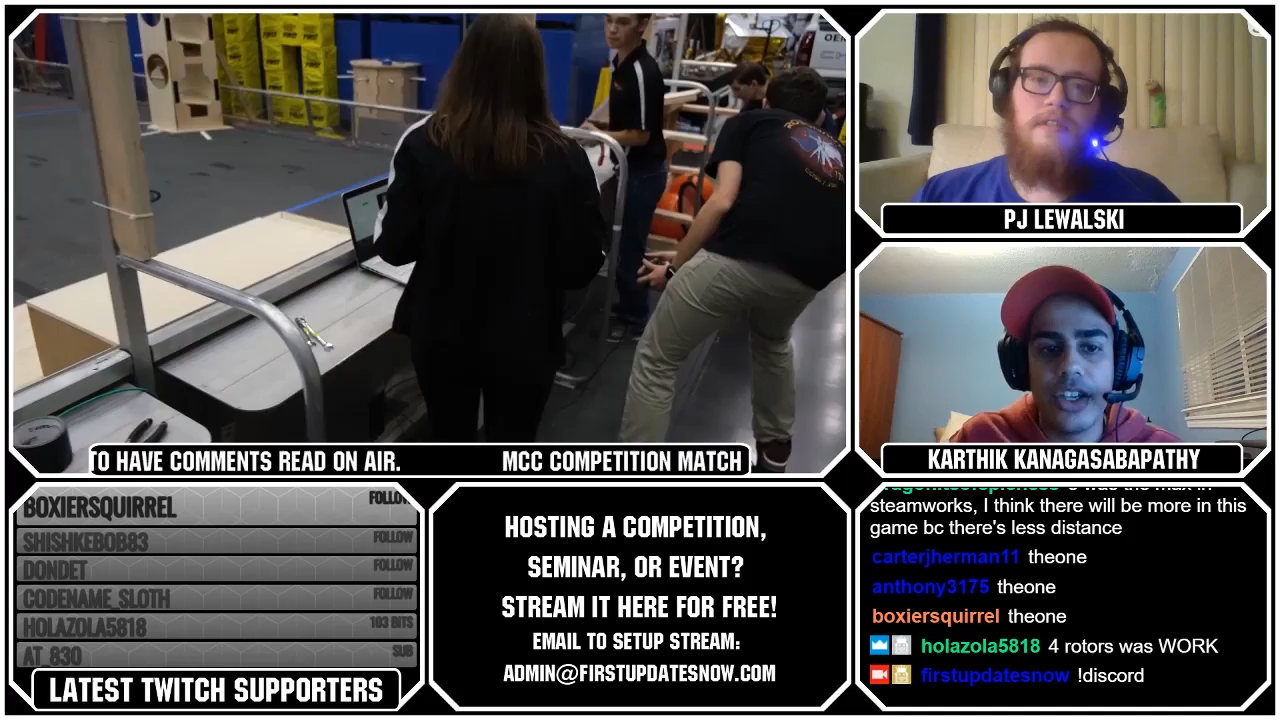 FIRST
PJ LEWALSKI
KARTHIK KANAGASABAPATHY
TO HAVE COMMENTS READ ON AIR. MCC COMPETITION MATCH
BOXIERSQUIRREL FOLLOW
SHISHKEBOB83 FOLLOW
DONDET FOLLOW
CODENAME_SLOTH FOLLOW
HOLAZOLA5818 103 BITS
AT_830 SUB
LATEST TWITCH SUPPORTERS
HOSTING A COMPETITION,
SEMINAR, OR EVENT?
STREAM IT HERE FOR FREE!
EMAIL TO SETUP STREAM:
ADMIN@FIRSTUPDATESNOW.COM
steamworks, I think there will be more in this
game bc there's less distance
carterjherman11 theone
anthony3175 theone
boxiersquirrel theone
holazola5818 4 rotors was WORK
firstupdatesnow !discord